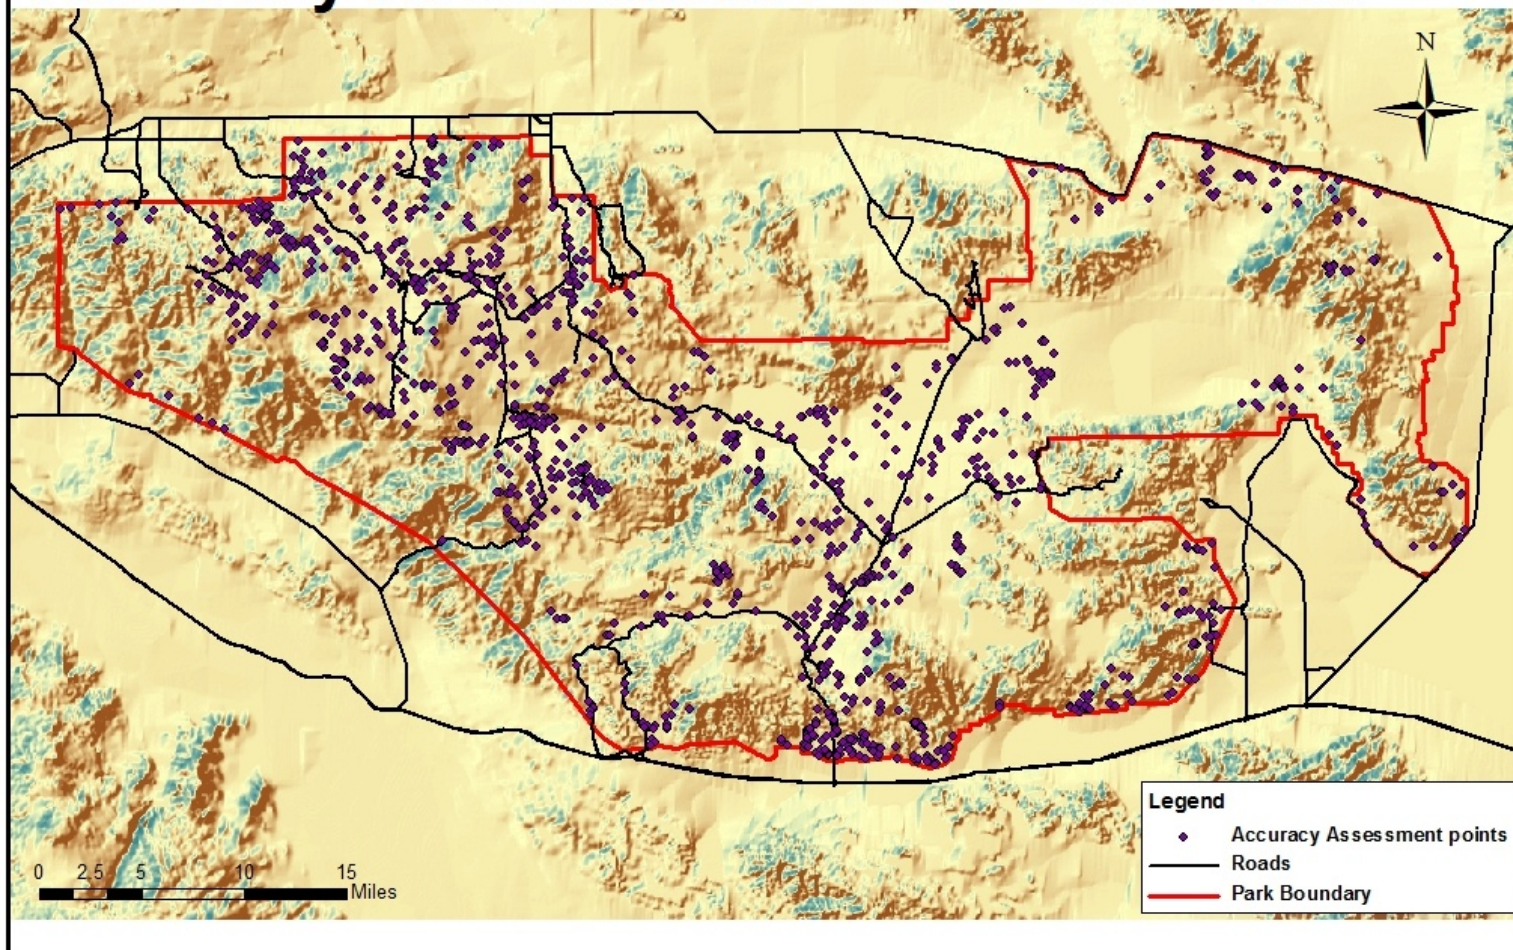 N
Legend
Accuracy Assessment points
Roads
Park Boundary
0 2.5 5 10 15
Miles